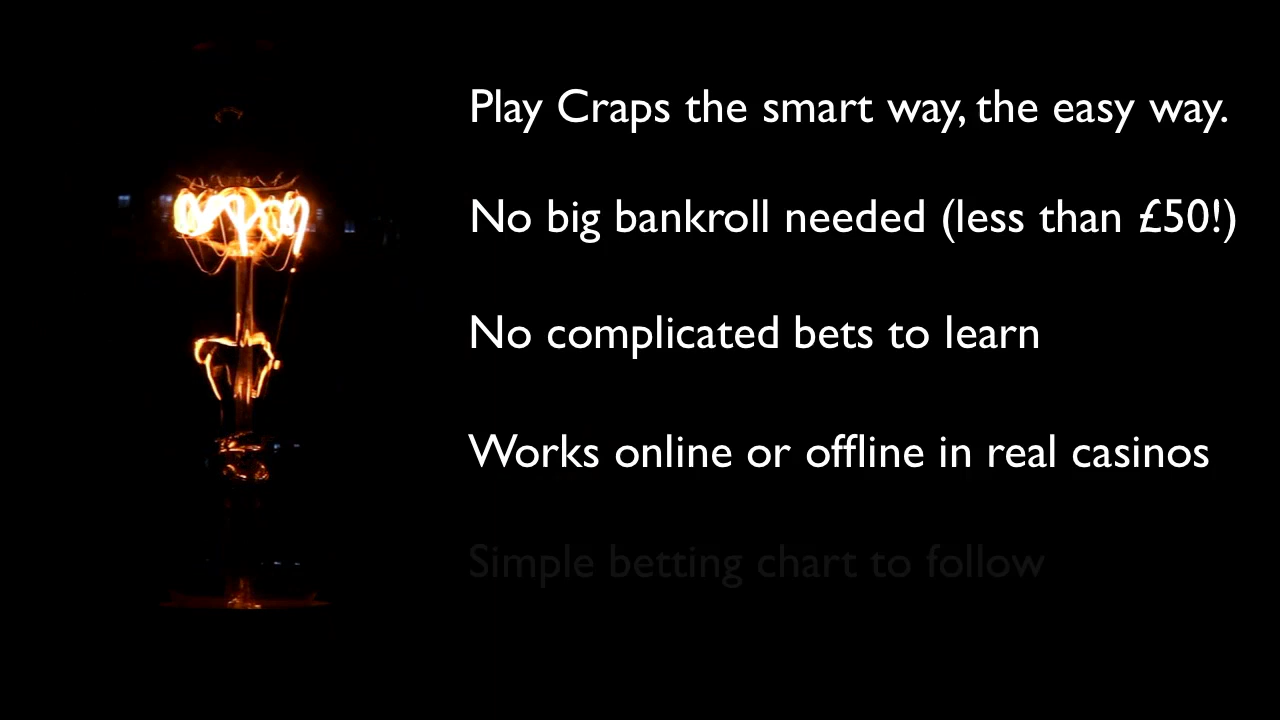 Play Craps the smart way, the easy way.
No big bankroll needed (less than £50!)
No complicated bets to learn
Works online or offline in real casinos
Simple betting chart to follow